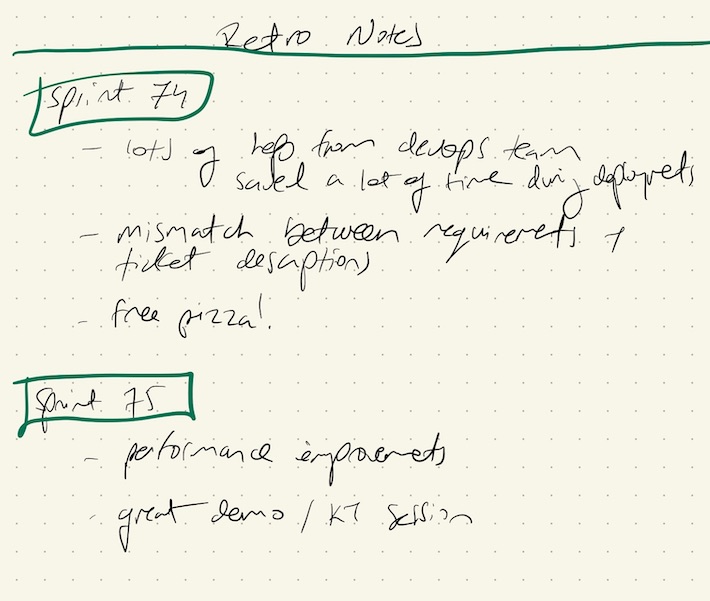 Retro Notes
Sprint 74
- lots of help from devops team
saved a lot of time during deployments
- mismatch between requirements +
ticket descriptions
- free pizza!
Sprint 75
- performance improvements
- great demo / KT session